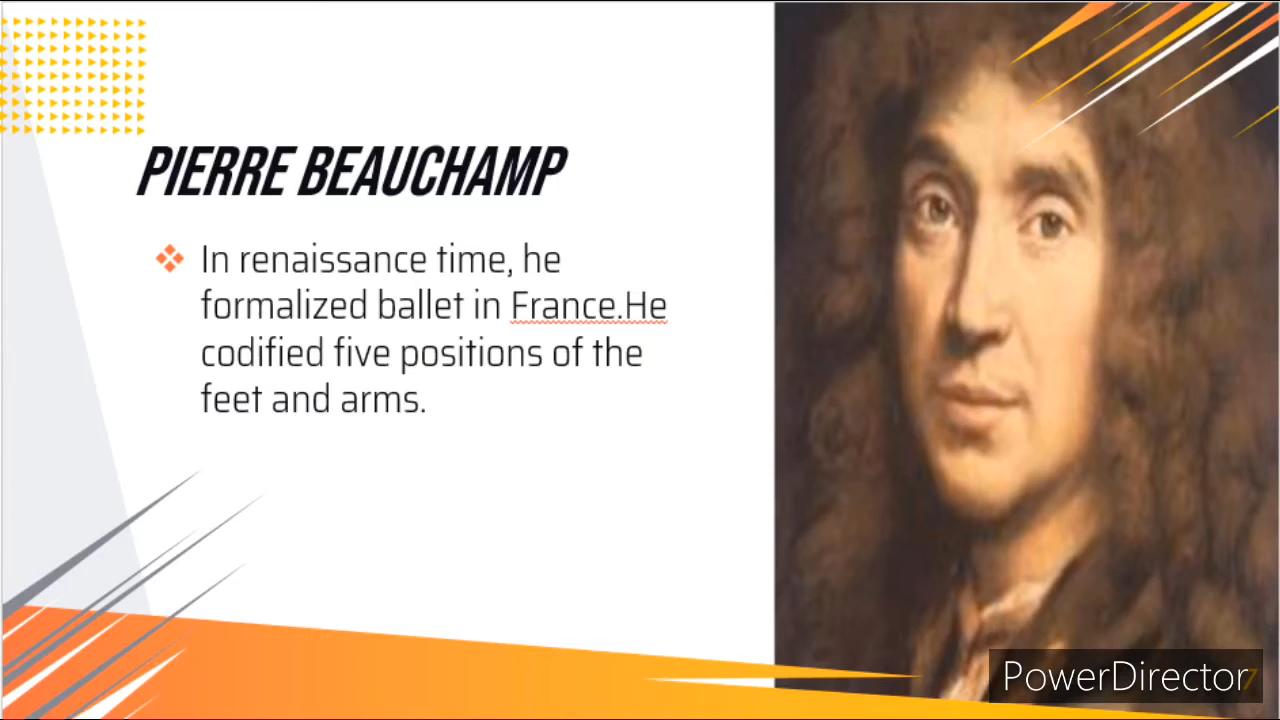 PIERRE BEAUCHAMP
In renaissance time, he
formalized ballet in France.He
codified five positions of the
feet and arms.
PowerDirector
7